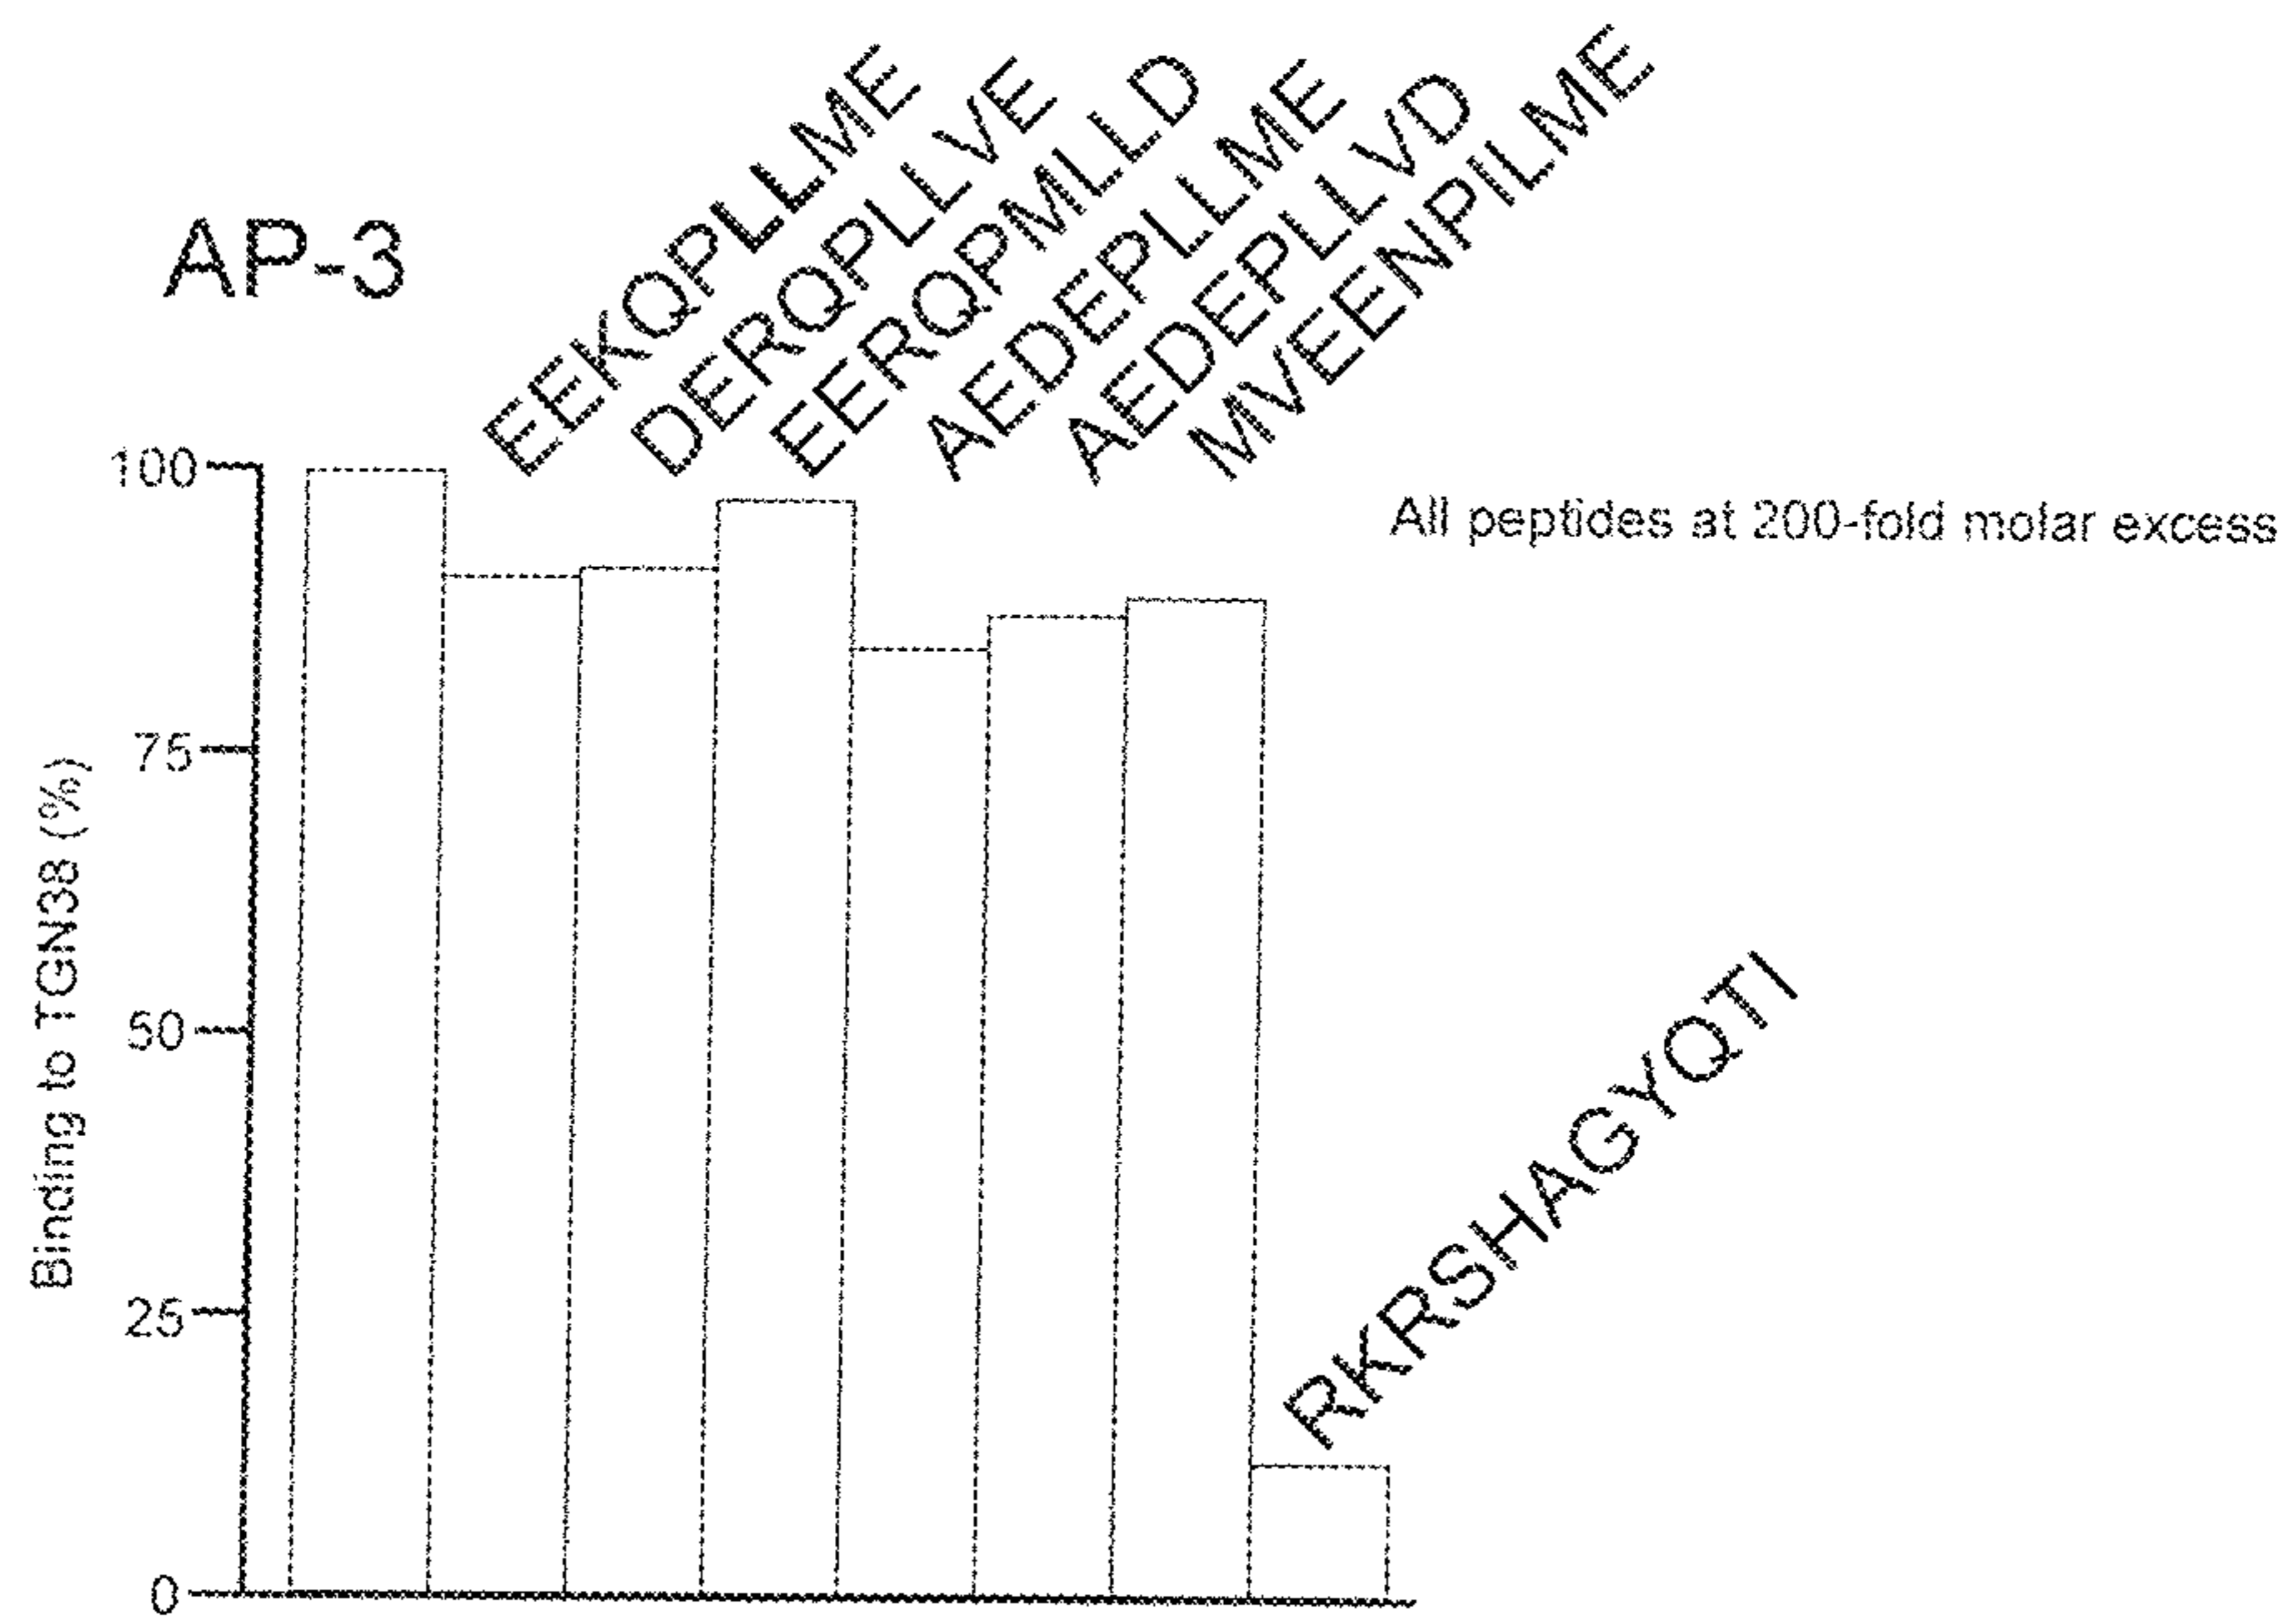 AP-3
EEKQPLLME
DERQPLLVE
EERQPMLLD
AEDEPLLME
AEDEPLLVD
MVEENPILME
All peptides at 200-fold molar excess
RKRSHAGYQTI
Binding to TGN38 (%)
100
75
50
25
0